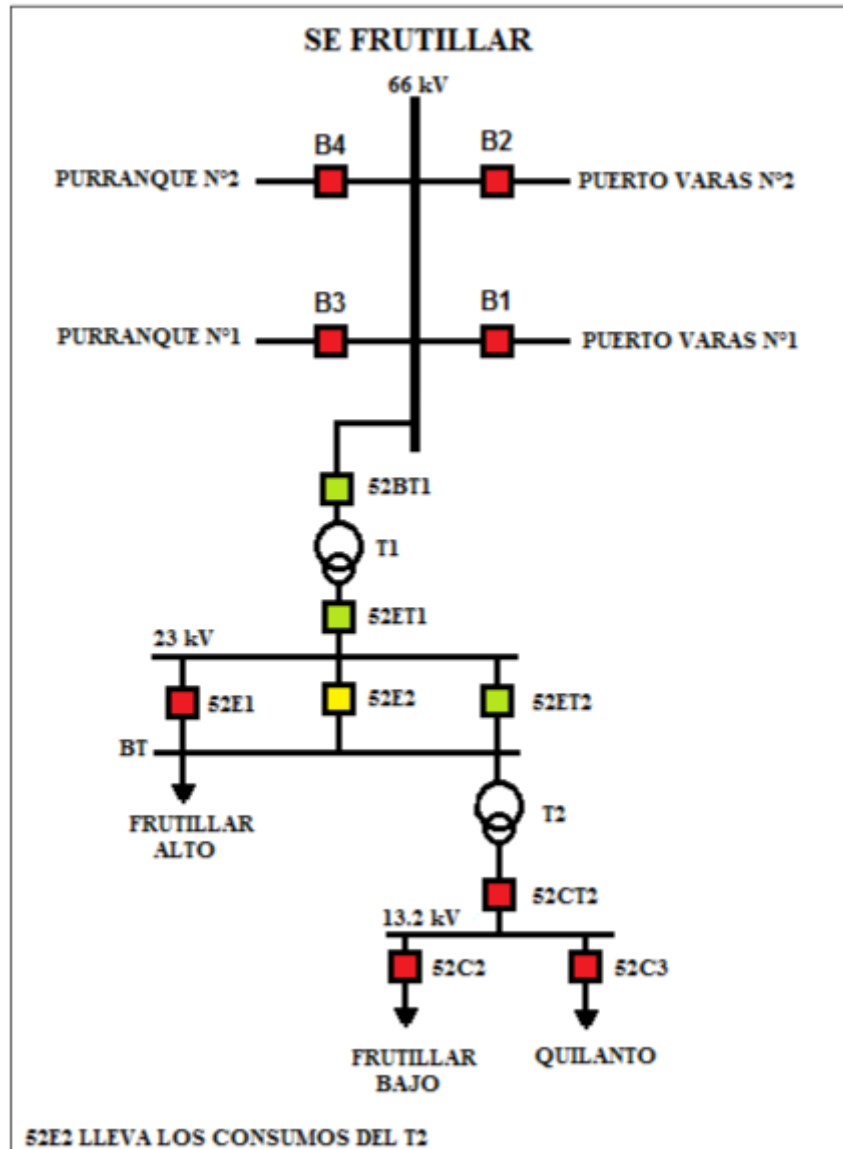 SE FRUTILLAR
66 kV
B4
B2
PURRANQUE N°2
PUERTO VARAS N°2
B3
B1
PURRANQUE N°1
PUERTO VARAS N°1
52BT1
T1
52ET1
23 kV
52E1
52E2
52ET2
BT
FRUTILLAR
ALTO
T2
52CT2
13.2 kV
52C2
52C3
FRUTILLAR
BAJO
QUILANTO
52E2 LLEVA LOS CONSUMOS DEL T2